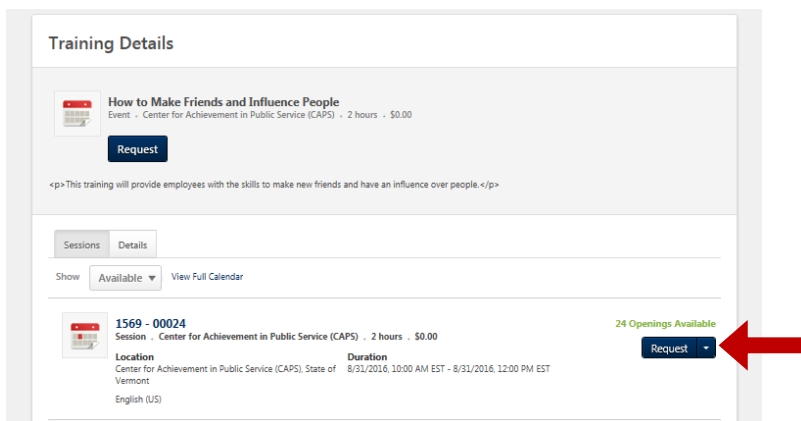 Training Details
How to Make Friends and Influence People
Event . Center for Achievement in Public Service (CAPS) . 2 hours . $0.00
Request
<p>This training will provide employees with the skills to make new friends and have an influence over people.</p>
Sessions Details
Show Available View Full Calendar
1569 - 00024
24 Openings Available
Session . Center for Achievement in Public Service (CAPS) . 2 hours . $0.00
Request
Location Duration
Center for Achievement in Public Service (CAPS), State of 8/31/2016, 10:00 AM EST - 8/31/2016, 12:00 PM EST
Vermont
English (US)